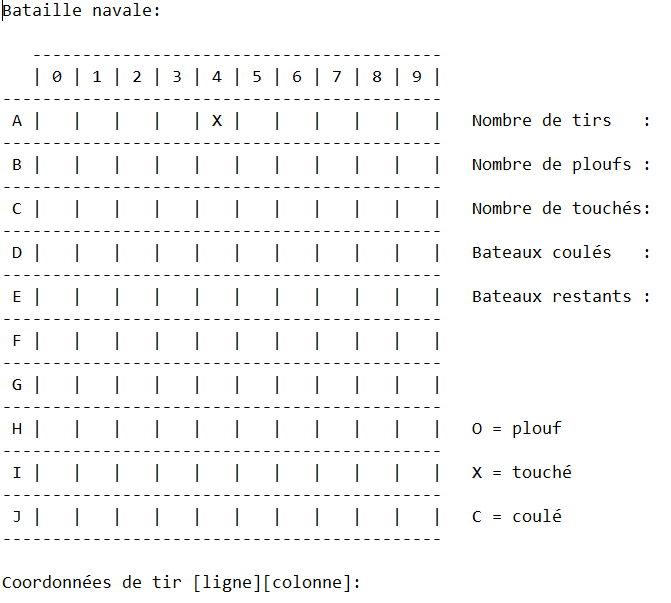 Bataille navale:
-----------------------------------------
| 0 | 1 | 2 | 3 | 4 | 5 | 6 | 7 | 8 | 9 |
--------------------------------------------
A |   |   |   |   | X |   |   |   |   |   |   Nombre de tirs   :
--------------------------------------------
B |   |   |   |   |   |   |   |   |   |   |   Nombre de ploufs :
--------------------------------------------
C |   |   |   |   |   |   |   |   |   |   |   Nombre de touchés:
--------------------------------------------
D |   |   |   |   |   |   |   |   |   |   |   Bateaux coulés   :
--------------------------------------------
E |   |   |   |   |   |   |   |   |   |   |   Bateaux restants :
--------------------------------------------
F |   |   |   |   |   |   |   |   |   |   |
--------------------------------------------
G |   |   |   |   |   |   |   |   |   |   |
--------------------------------------------
H |   |   |   |   |   |   |   |   |   |   |   O = plouf
--------------------------------------------
I |   |   |   |   |   |   |   |   |   |   |   X = touché
--------------------------------------------
J |   |   |   |   |   |   |   |   |   |   |   C = coulé
--------------------------------------------
Coordonnées de tir [ligne][colonne]: